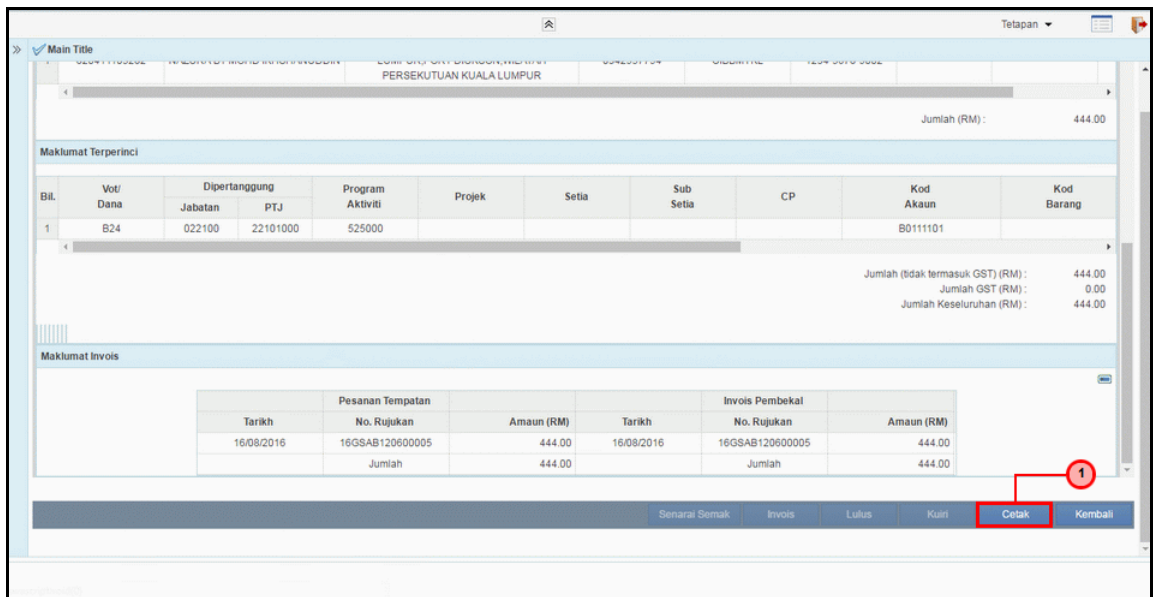 Tetapan
Main Title
PERSEKUTUAN KUALA LUMPUR
Jumlah (RM) : 444.00
Maklumat Terperinci
Bil. Vot/ Dana Dipertanggung Program Aktiviti Projek Setia Sub Setia CP Kod Akaun Kod Barang
Jabatan PTJ
1 B24 022100 22101000 525000 B0111101
Jumlah (tidak termasuk GST) (RM) : 444.00
Jumlah GST (RM) : 0.00
Jumlah Keseluruhan (RM) : 444.00
Maklumat Invois
Pesanan Tempatan Invois Pembekal
Tarikh No. Rujukan Amaun (RM) Tarikh No. Rujukan Amaun (RM)
16/08/2016 16GSAB120600005 444.00 16/08/2016 16GSAB120600005 444.00
Jumlah 444.00 Jumlah 444.00
1
Senarai Semak Invois Lulus Kuiri Cetak Kembali